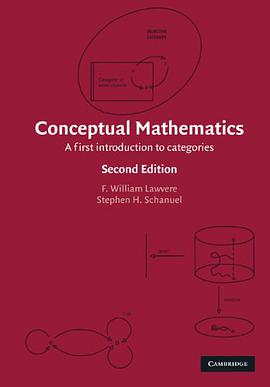 Conceptual Mathematics
A first introduction to categories
Second Edition
F. William Lawvere
Stephen H. Schanuel
CAMBRIDGE